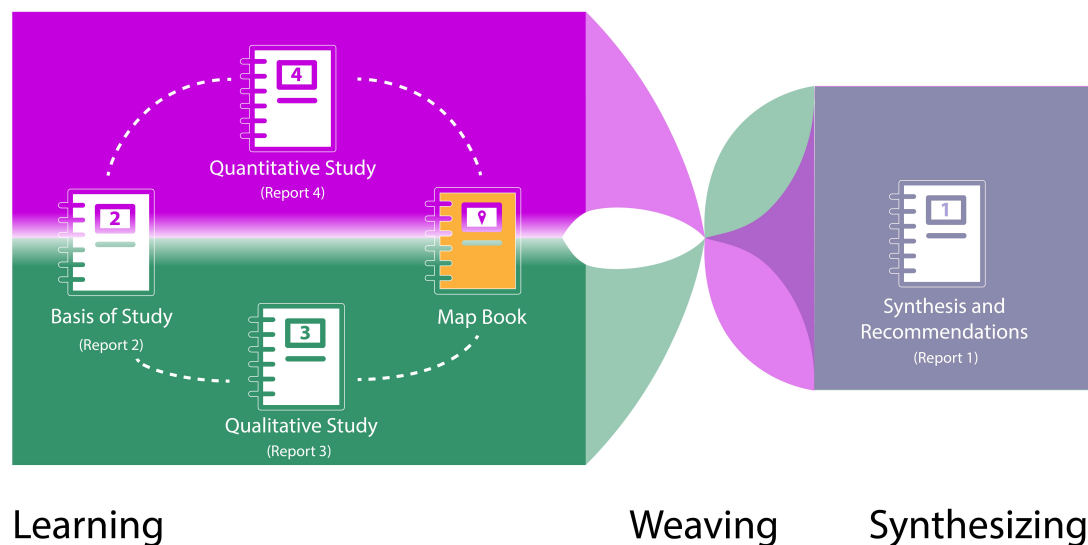 4
Quantitative Study
(Report 4)
2
Basis of Study
(Report 2)
Map Book
3
Qualitative Study
(Report 3)
1
Synthesis and
Recommendations
(Report 1)
Learning
Weaving
Synthesizing